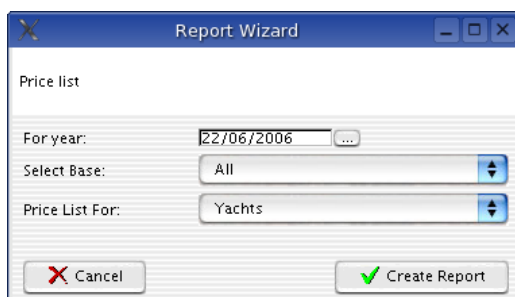 Report Wizard
Price list
For year: 22/06/2006 ...
Select Base: All
Price List For: Yachts
Cancel Create Report